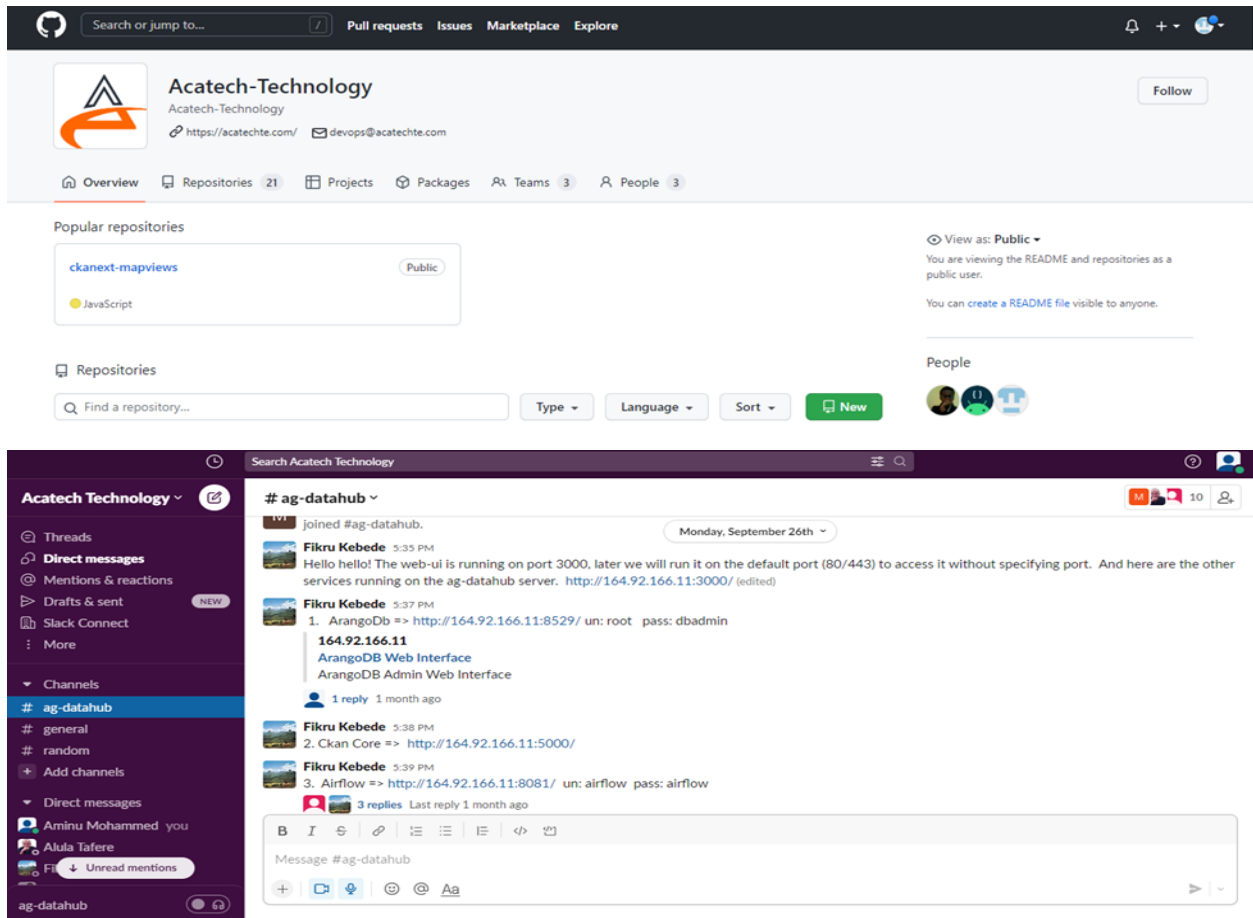 Search or jump to... / Pull requests Issues Marketplace Explore
Acatech-Technology
Acatech-Technology
https://acatechte.com/ devops@acatechte.com
Follow
Overview Repositories 21 Projects Packages Teams 3 People 3
Popular repositories
ckanext-mapviews Public
JavaScript
View as: Public
You are viewing the README and repositories as a
public user.
You can create a README file visible to anyone.
Repositories
Find a repository... Type Language Sort New
People
Search Acatech Technology
Acatech Technology
Threads
Direct messages
Mentions & reactions
Drafts & sent NEW
Slack Connect
More
Channels
# ag-datahub
# general
# random
+ Add channels
Direct messages
Aminu Mohammed you
Alula Tafere
Unread mentions
ag-datahub
# ag-datahub
M 10
joined #ag-datahub.
Monday, September 26th
Fikru Kebede 5:35 PM
Hello hello! The web-ui is running on port 3000, later we will run it on the default port (80/443) to access it without specifying port. And here are the other
services running on the ag-datahub server. http://164.92.166.11:3000/ (edited)
Fikru Kebede 5:37 PM
1. ArangoDb => http://164.92.166.11:8529/ un: root pass: dbadmin
164.92.166.11
ArangoDB Web Interface
ArangoDB Admin Web Interface
1 reply 1 month ago
Fikru Kebede 5:38 PM
2. Ckan Core => http://164.92.166.11:5000/
Fikru Kebede 5:39 PM
3. Airflow => http://164.92.166.11:8081/ un: airflow pass: airflow
3 replies Last reply 1 month ago
B I S
Message #ag-datahub
+ @ Aa